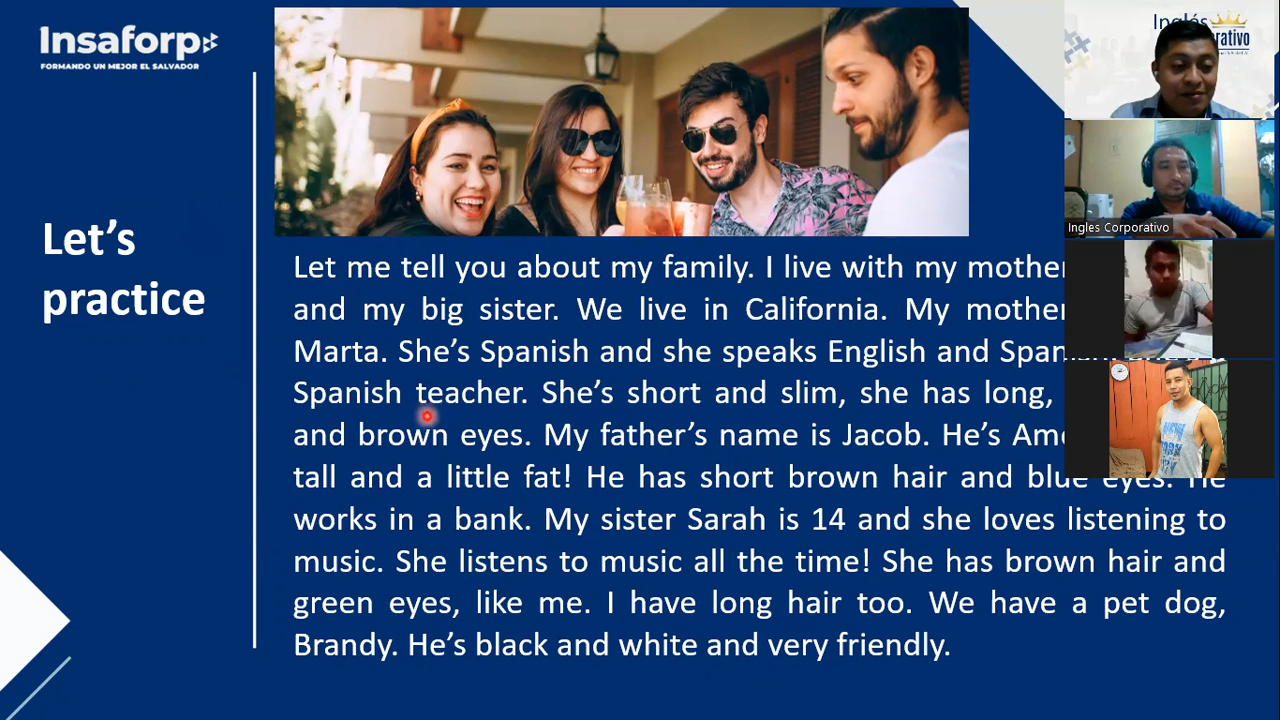 Insaforp
FORMANDO UN MEJOR EL SALVADOR
Let's
practice
Let me tell you about my family. I live with my mother
and my big sister. We live in California. My mother
Marta. She's Spanish and she speaks English and
Spanish teacher. She's short and slim, she has long,
and brown eyes. My father's name is Jacob. He's
tall and a little fat! He has short brown hair and blue eyes. He
works in a bank. My sister Sarah is 14 and she loves listening to
music. She listens to music all the time! She has brown hair and
green eyes, like me. I have long hair too. We have a pet dog,
Brandy. He's black and white and very friendly.
Inglés
Ingles Corporativo